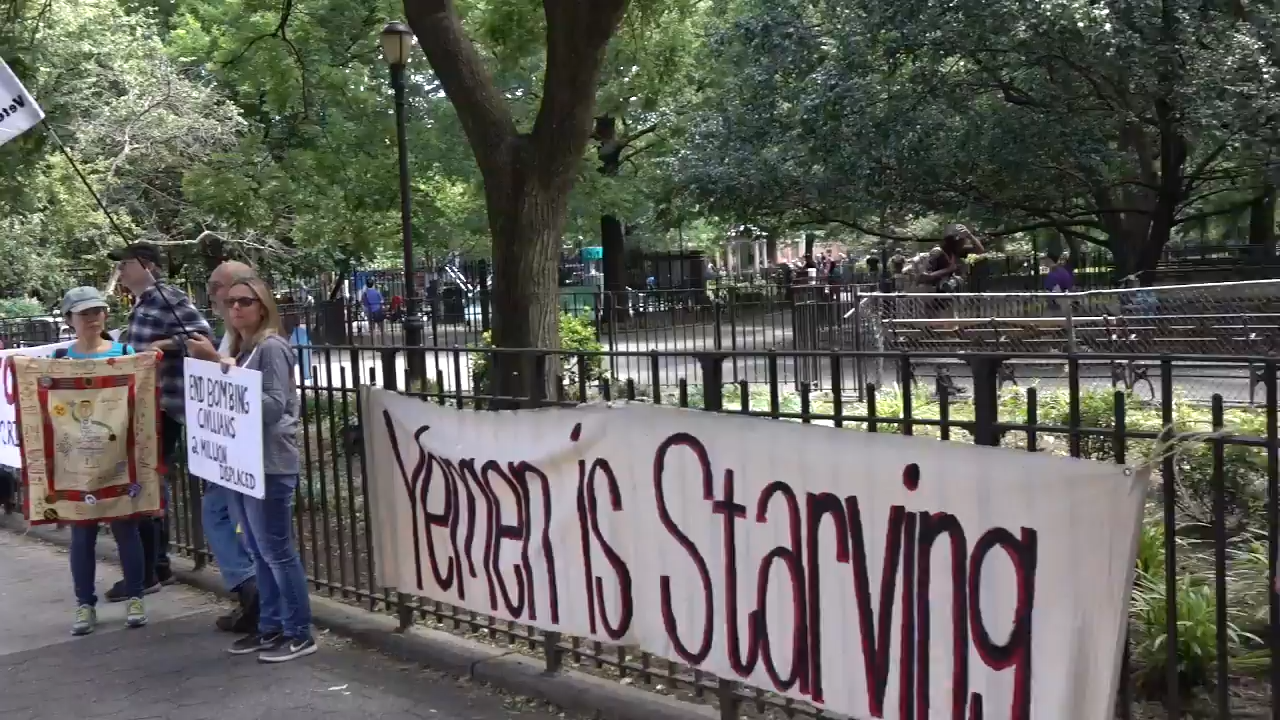 END BOMBING
CIVILIANS
2 MILLION
DISPLACED
Yemen is Starving